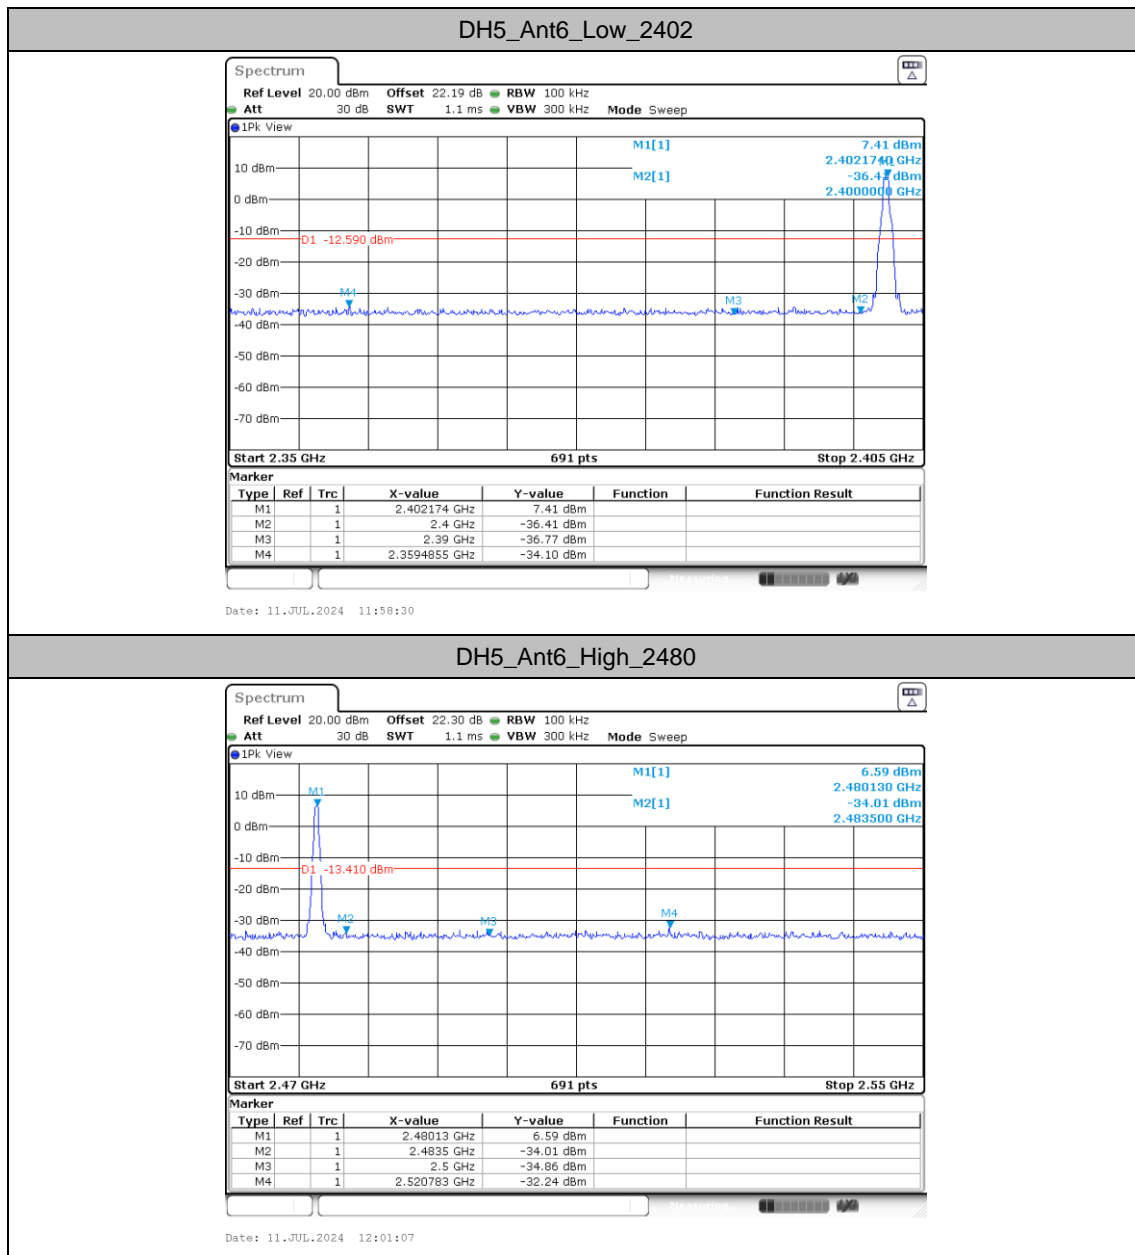 DH5_Ant6_Low_2402
Spectrum
Ref Level 20.00 dBm Offset 22.19 dB RBW 100 kHz
Att 30 dB SWT 1.1 ms VBW 300 kHz Mode Sweep
1Pk View
M1[1] 7.41 dBm
2.4021740 GHz
M1
10 dBm
M2[1] -36.41 dBm
2.4000000 GHz
0 dBm
-10 dBm
D1 -12.590 dBm
-20 dBm
-30 dBm
M4
M3
M2
-40 dBm
-50 dBm
-60 dBm
-70 dBm
Start 2.35 GHz 691 pts Stop 2.405 GHz
Marker
Type Ref Trc X-value Y-value Function Function Result
M1 1 2.402174 GHz 7.41 dBm
M2 1 2.4 GHz -36.41 dBm
M3 1 2.39 GHz -36.77 dBm
M4 1 2.3594855 GHz -34.10 dBm
Measuring...
Date: 11.JUL.2024 11:58:30
DH5_Ant6_High_2480
Spectrum
Ref Level 20.00 dBm Offset 22.30 dB RBW 100 kHz
Att 30 dB SWT 1.1 ms VBW 300 kHz Mode Sweep
1Pk View
M1[1] 6.59 dBm
2.480130 GHz
M1
10 dBm
M2[1] -34.01 dBm
2.483500 GHz
0 dBm
-10 dBm
D1 -13.410 dBm
-20 dBm
-30 dBm
M2
M3
M4
-40 dBm
-50 dBm
-60 dBm
-70 dBm
Start 2.47 GHz 691 pts Stop 2.55 GHz
Marker
Type Ref Trc X-value Y-value Function Function Result
M1 1 2.48013 GHz 6.59 dBm
M2 1 2.4835 GHz -34.01 dBm
M3 1 2.5 GHz -34.86 dBm
M4 1 2.520783 GHz -32.24 dBm
Measuring...
Date: 11.JUL.2024 12:01:07